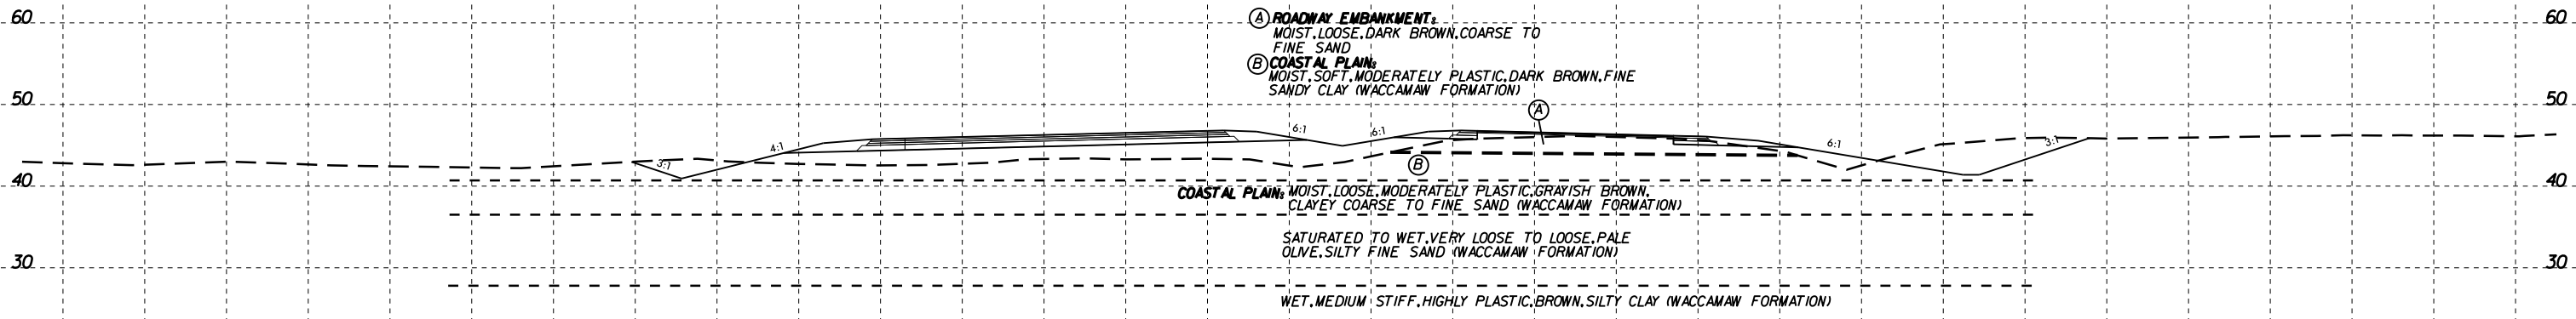 60
Ⓐ ROADWAY EMBANKMENT:
60
MOIST,LOOSE,DARK BROWN,COARSE TO
FINE SAND
Ⓑ COASTAL PLAIN:
MOIST,SOFT,MODERATELY PLASTIC,DARK BROWN,FINE
SANDY CLAY (WACCAMAW FORMATION)
50
50
A
3:1
4:1
6:1
6:1
6:1
3:1
B
40
40
COASTAL PLAIN: MOIST,LOOSE,MODERATELY PLASTIC,GRAYISH BROWN,
CLAYEY COARSE TO FINE SAND (WACCAMAW FORMATION)
SATURATED TO WET,VERY LOOSE TO LOOSE,PALE
OLIVE,SILTY FINE SAND (WACCAMAW FORMATION)
30
30
WET,MEDIUM STIFF,HIGHLY PLASTIC,BROWN,SILTY CLAY (WACCAMAW FORMATION)